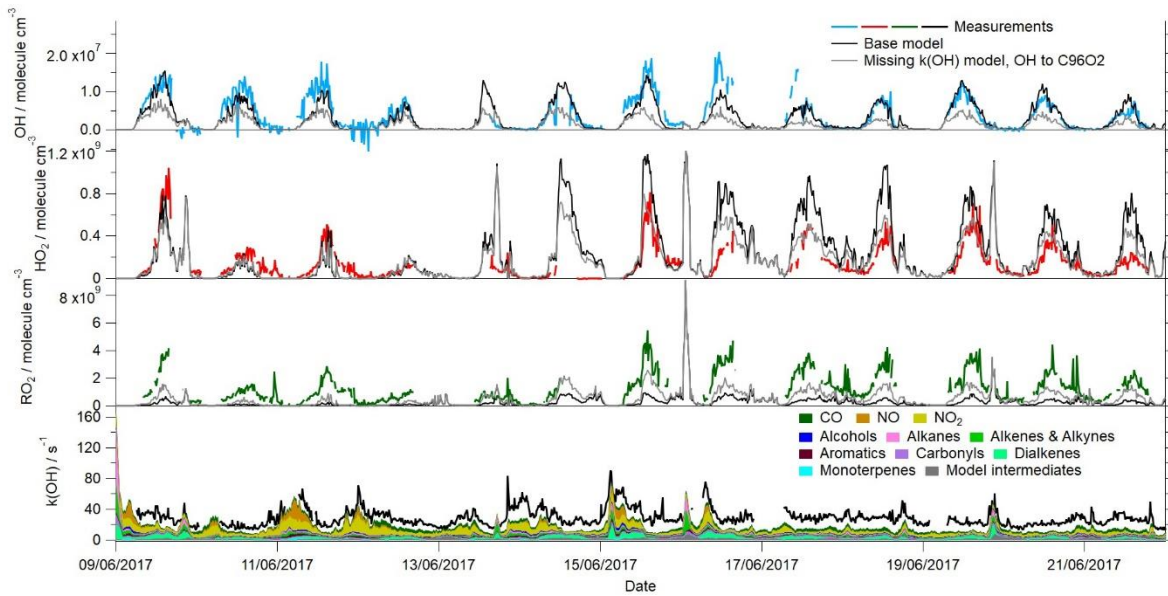 OH / molecule cm⁻³
2.0 x10⁷
1.0
0.0
Measurements
Base model
Missing k(OH) model, OH to C96O2
HO₂ / molecule cm⁻³
1.2 x10⁹
0.8
0.4
0
RO₂ / molecule cm⁻³
8 x10⁹
6
4
2
0
k(OH) / s⁻¹
160
120
80
40
0
CO NO NO₂
Alcohols Alkanes Alkenes & Alkynes
Aromatics Carbonyls Dialkenes
Monoterpenes Model intermediates
09/06/2017 11/06/2017 13/06/2017 15/06/2017 17/06/2017 19/06/2017 21/06/2017
Date